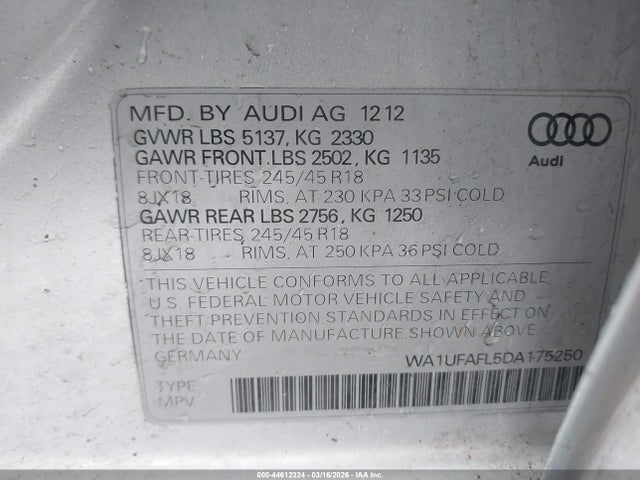 MFD. BY AUDI AG 12 12
GVWR LBS 5137, KG 2330
GAWR FRONT.LBS 2502, KG 1135
FRONT-TIRES 245/45 R18
8JX18 RIMS, AT 230 KPA 33 PSI COLD
GAWR REAR LBS 2756, KG 1250
REAR-TIRES 245/45 R18
8JX18 RIMS, AT 250 KPA 36 PSI COLD
Audi
THIS VEHICLE CONFORMS TO ALL APPLICABLE
U.S. FEDERAL MOTOR VEHICLE SAFETY AND
THEFT PREVENTION STANDARDS IN EFFECT ON
THE DATE OF MANUFACTURE SHOWN ABOVE
GERMANY WA1UFAFL5DA175250
TYPE
MPV
000-44612324 | 03/16/2026 - IAAI.COM